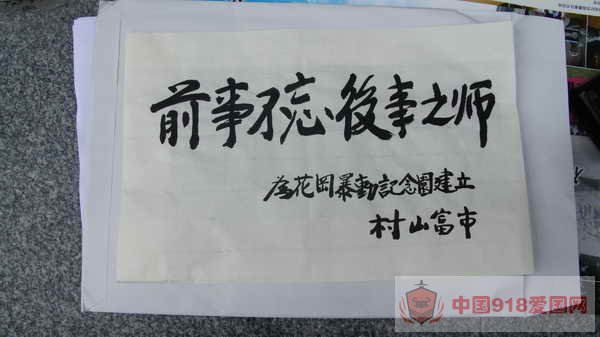 前事不忘後事之师
為花岡暴動記念園建立
村山富市
中国918爱国网